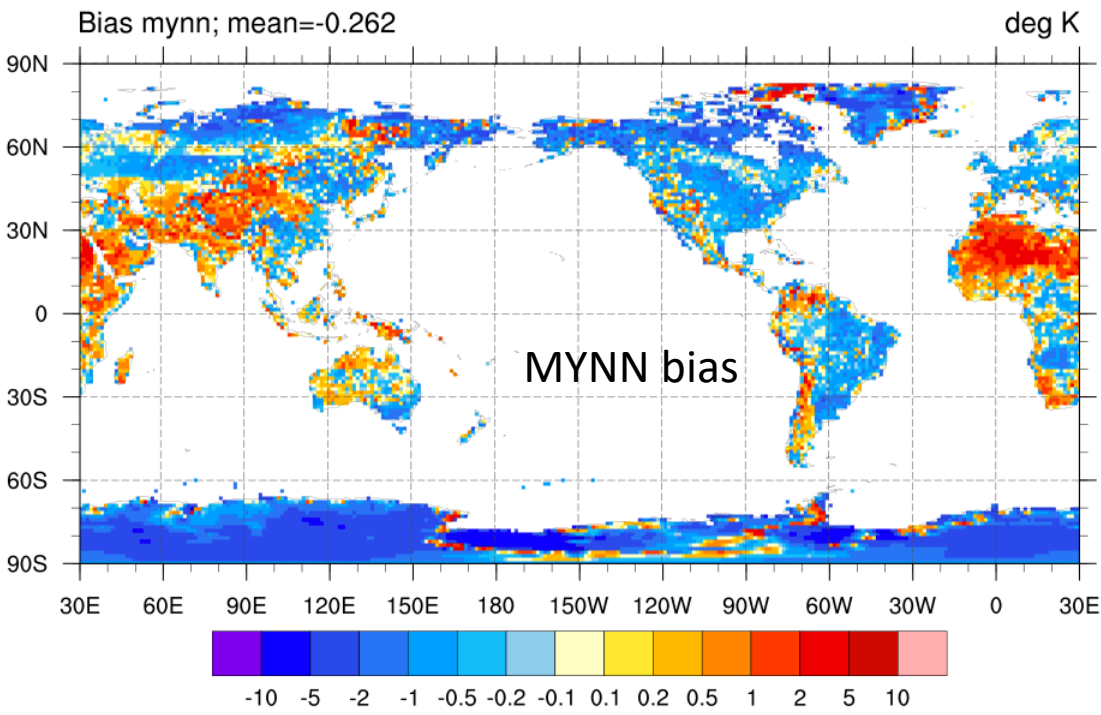 Bias mynn; mean=-0.262 deg K
90N
60N
30N
0
30S
60S
90S
MYNN bias
30E 60E 90E 120E 150E 180 150W 120W 90W 60W 30W 0 30E
-10 -5 -2 -1 -0.5 -0.2 -0.1 0.1 0.2 0.5 1 2 5 10